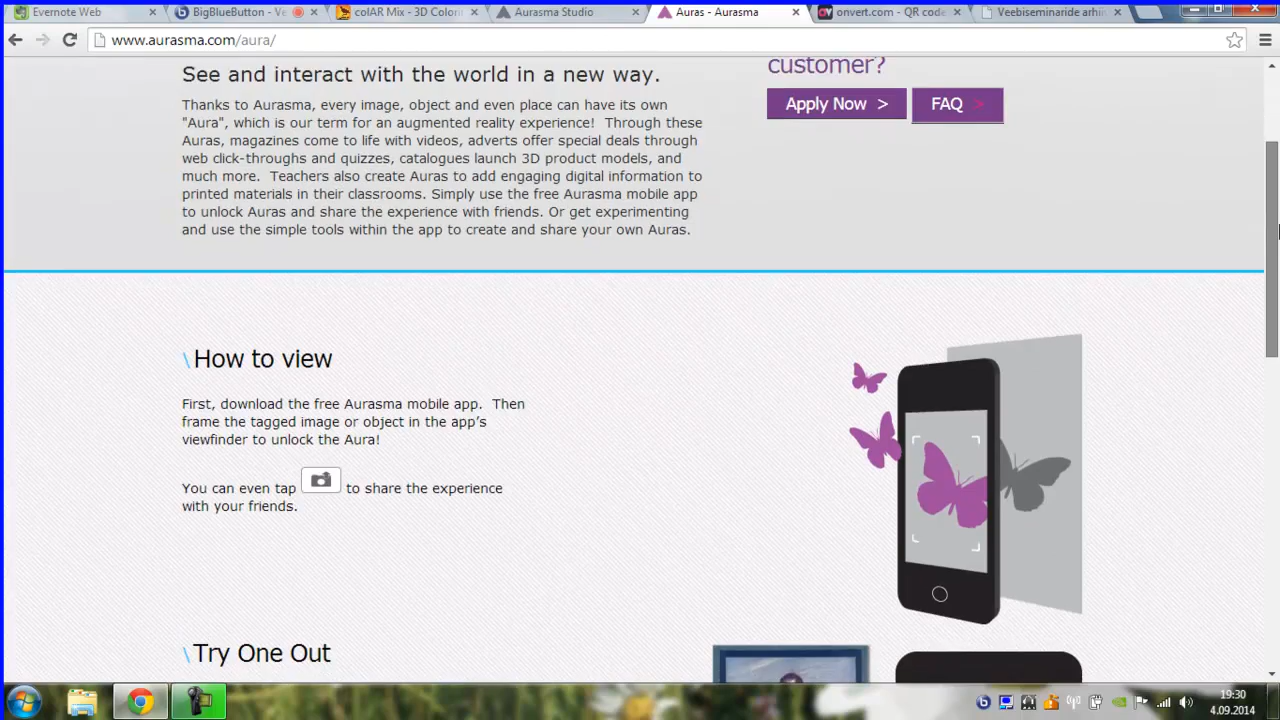 Evernote Web
BigBlueButton - Ve
colAR Mix - 3D Colori
Aurasma Studio
Auras - Aurasma
onvert.com - QR code
Veebiseminaride arhi
www.aurasma.com/aura/
See and interact with the world in a new way.
Thanks to Aurasma, every image, object and even place can have its own
"Aura", which is our term for an augmented reality experience!  Through these
Auras, magazines come to life with videos, adverts offer special deals through
web click-throughs and quizzes, catalogues launch 3D product models, and
much more.  Teachers also create Auras to add engaging digital information to
printed materials in their classrooms. Simply use the free Aurasma mobile app
to unlock Auras and share the experience with friends. Or get experimenting
and use the simple tools within the app to create and share your own Auras.
customer?
Apply Now >
FAQ >
\ How to view
First, download the free Aurasma mobile app.  Then
frame the tagged image or object in the app's
viewfinder to unlock the Aura!
You can even tap to share the experience
with your friends.
\ Try One Out
19:30
4.09.2014